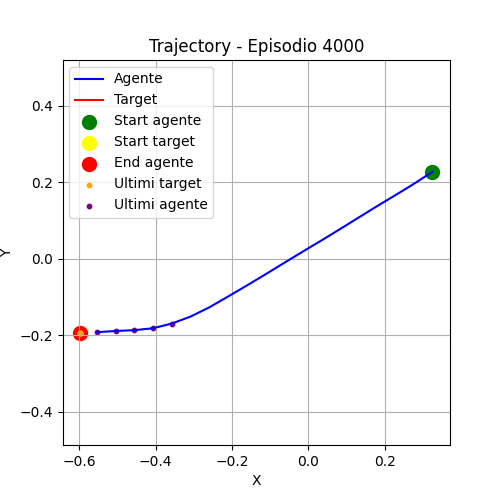 Trajectory - Episodio 4000
Agente
Target
Start agente
Start target
End agente
Ultimi target
Ultimi agente
0.4
0.2
0.0
−0.2
−0.4
Y
−0.6
−0.4
−0.2
0.0
0.2
X